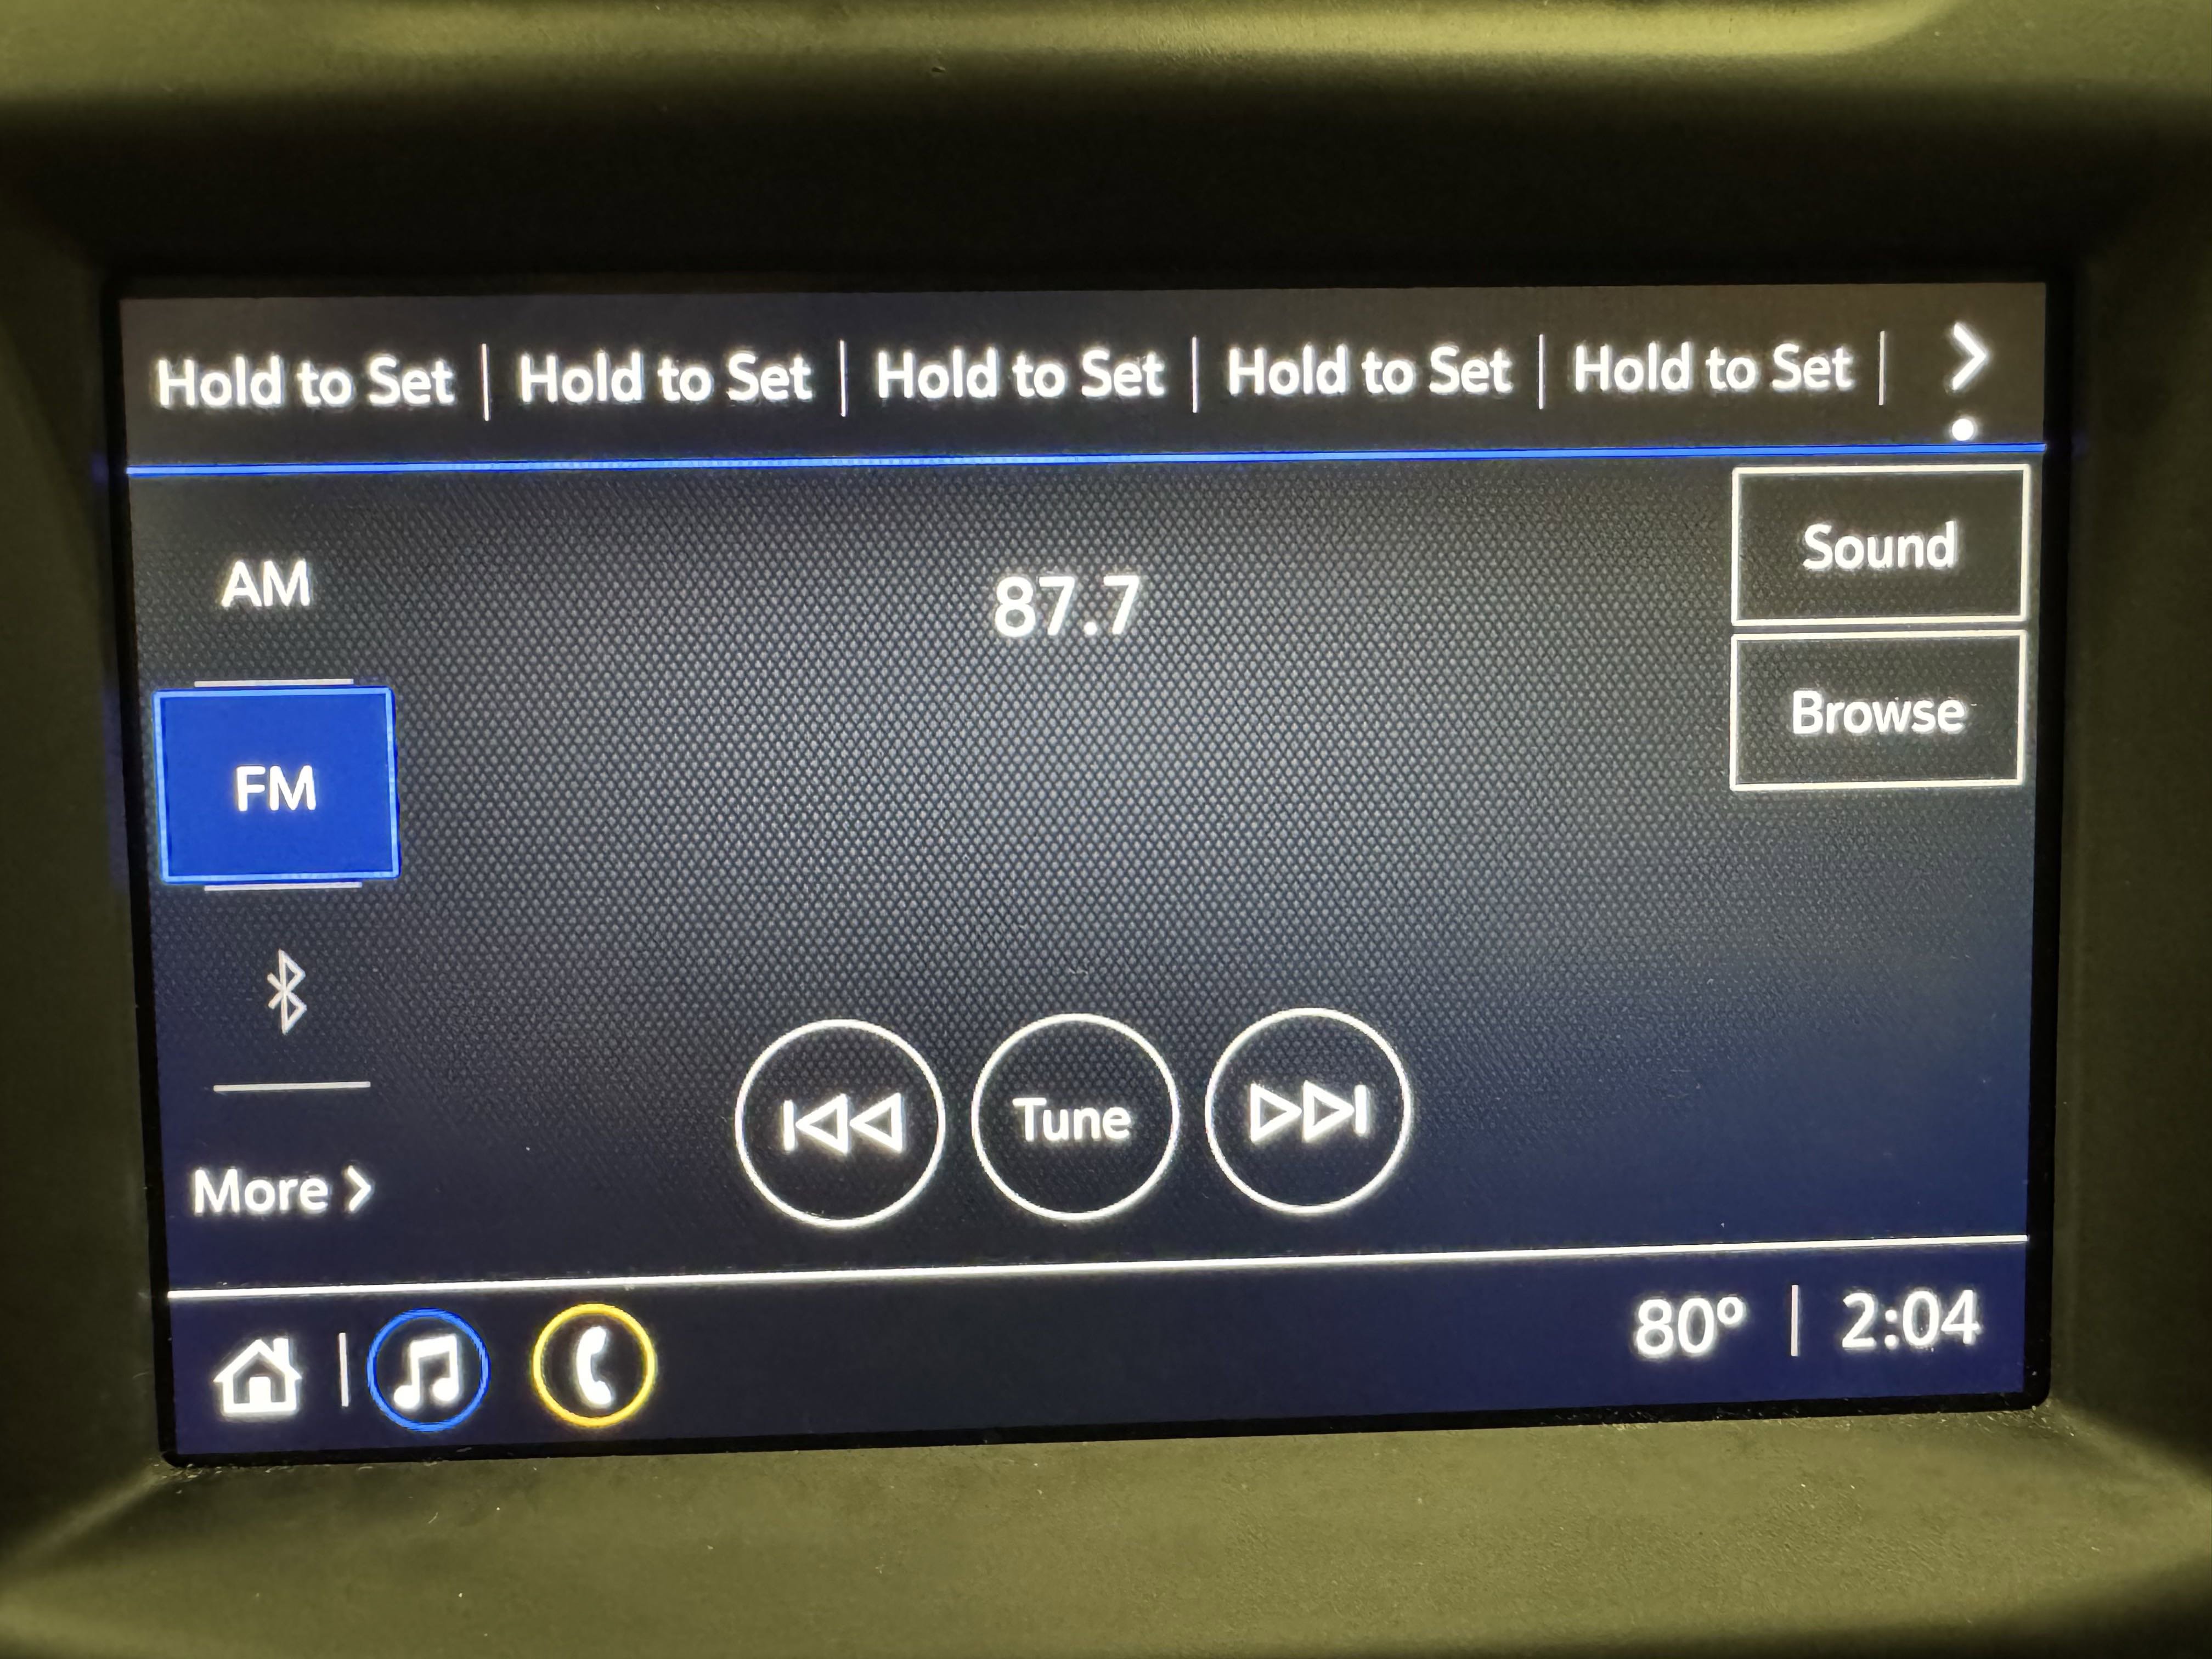 Hold to Set | Hold to Set | Hold to Set | Hold to Set | Hold to Set |
Sound
AM
87.7
Browse
FM
Tune
More >
80° | 2:04